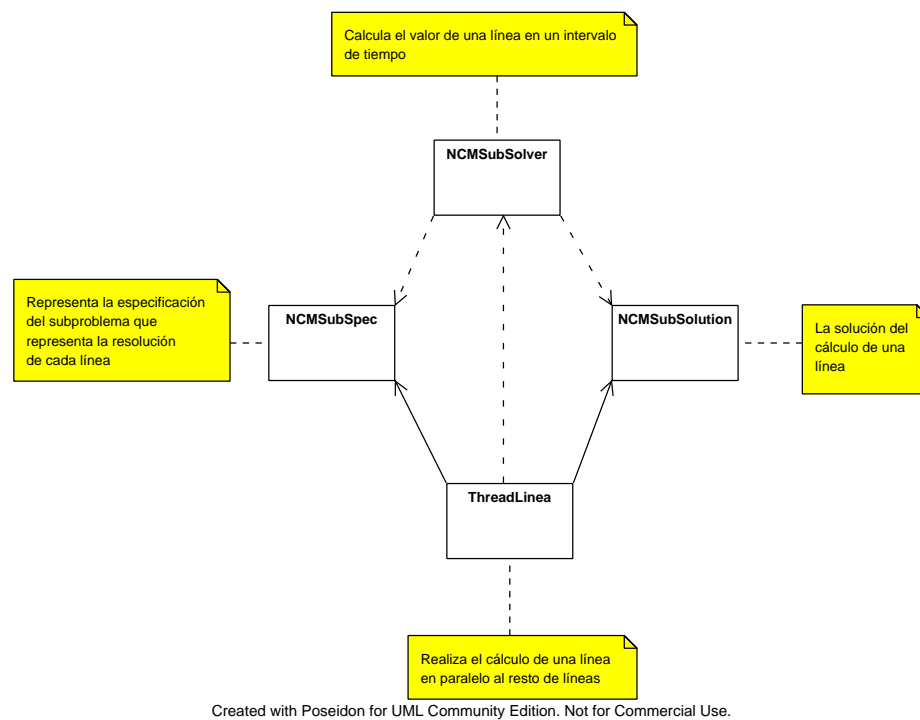 Calcula el valor de una línea en un intervalo
de tiempo
NCMSubSolver
Representa la especificación
del subproblema que
representa la resolución
de cada línea
NCMSubSpec
NCMSubSolution
La solución del
cálculo de una
línea
ThreadLinea
Realiza el cálculo de una línea
en paralelo al resto de líneas
Created with Poseidon for UML Community Edition. Not for Commercial Use.